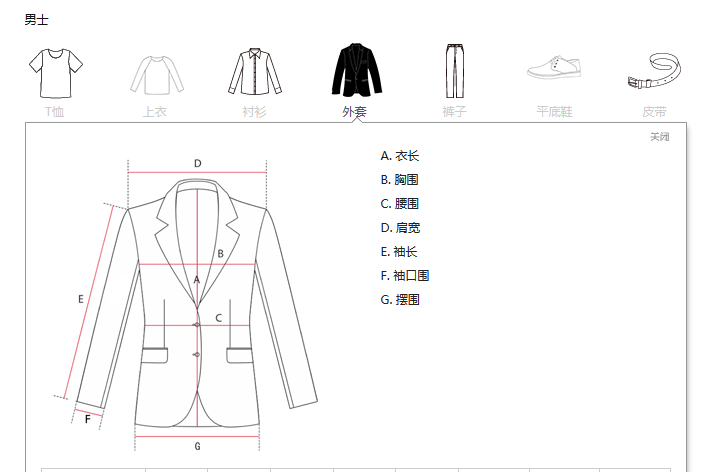 男士
T恤
上衣
衬衫
外套
裤子
平底鞋
皮带
关闭
A. 衣长
B. 胸围
C. 腰围
D. 肩宽
E. 袖长
F. 袖口围
G. 摆围
D
B
A
E
C
F
G